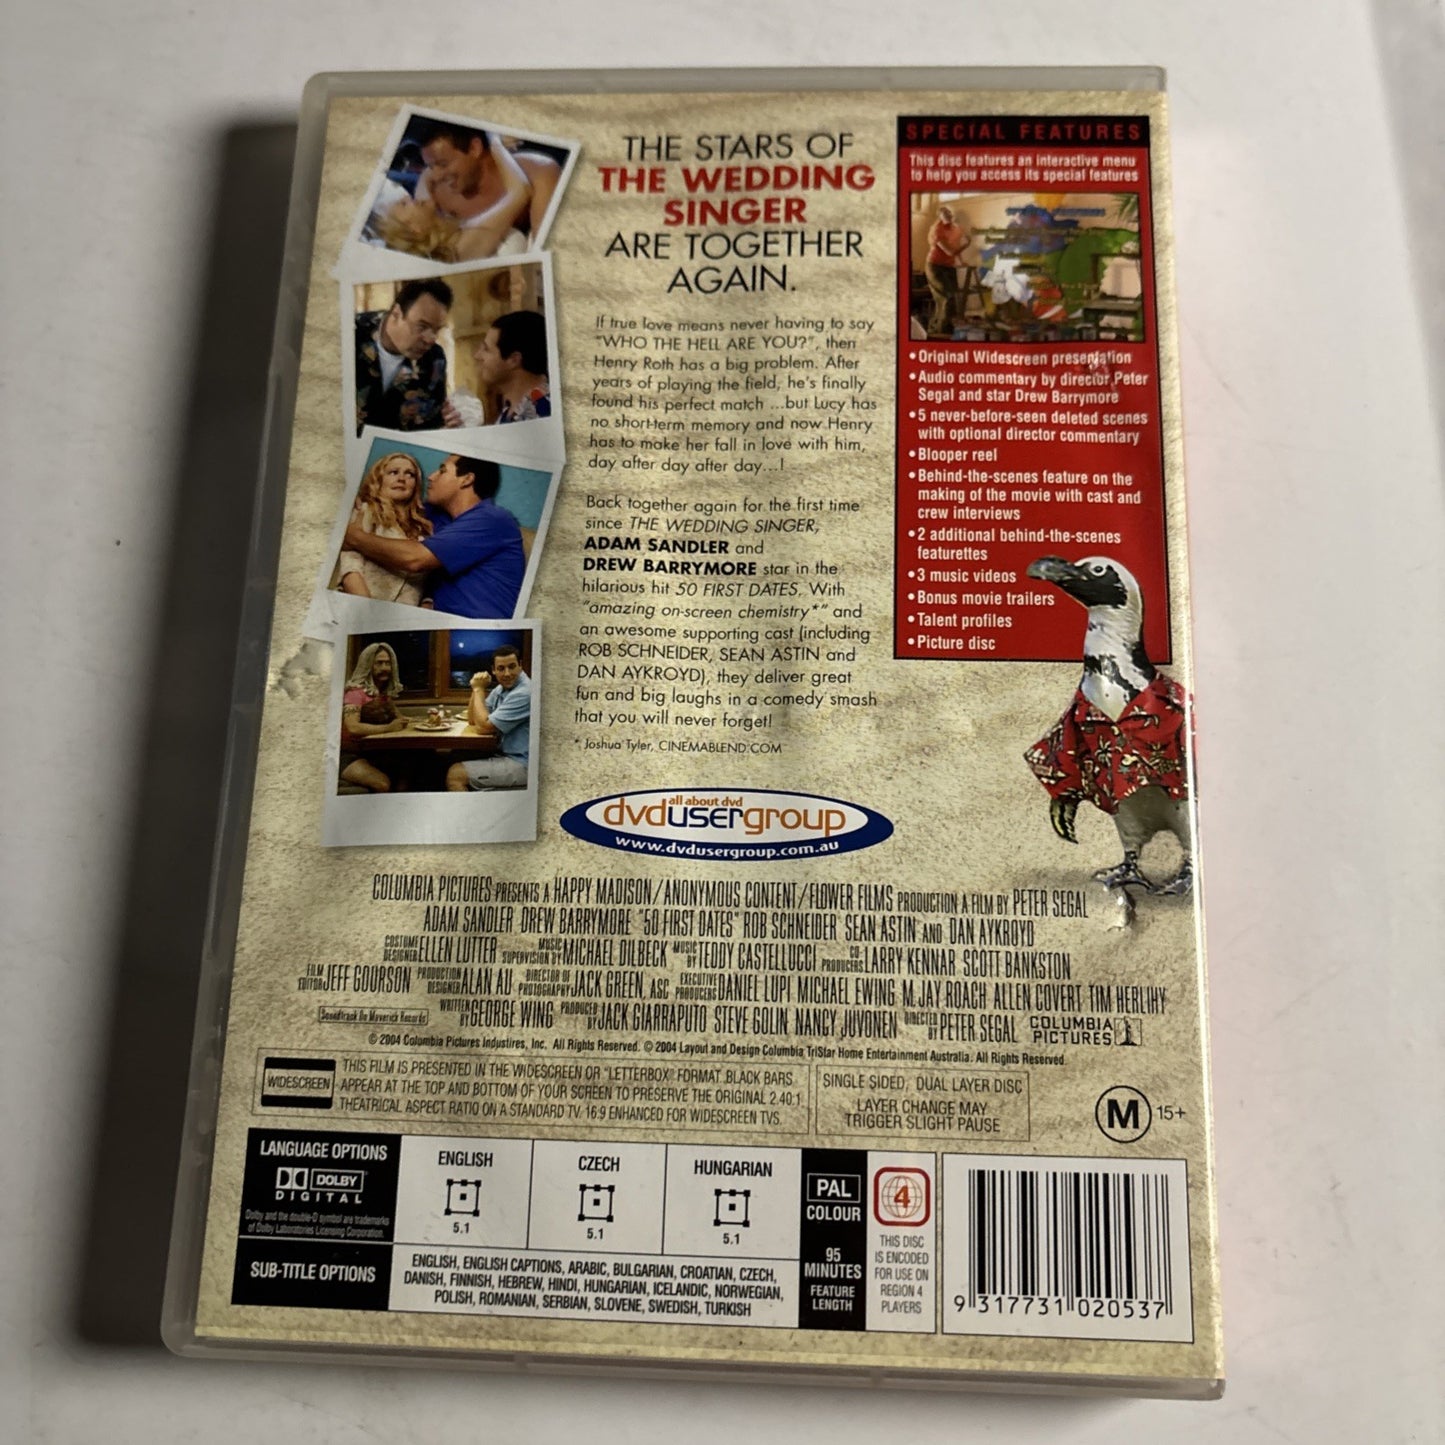 THE STARS OF
THE WEDDING
SINGER
ARE TOGETHER
AGAIN.
If true love means never having to say
"WHO THE HELL ARE YOU?", then
Henry Roth has a big problem. After
years of playing the field, he's finally
found his perfect match ...but Lucy has
no short-term memory and now Henry
has to make her fall in love with him,
day after day after day...!
Back together again for the first time
since THE WEDDING SINGER,
ADAM SANDLER and
DREW BARRYMORE star in the
hilarious hit 50 FIRST DATES. With
"amazing on-screen chemistry*" and
an awesome supporting cast (including
ROB SCHNEIDER, SEAN ASTIN and
DAN AYKROYD), they deliver great
fun and big laughs in a comedy smash
that you will never forget!
* Joshua Tyler, CINEMABLEND.COM
SPECIAL FEATURES
This disc features an interactive menu
to help you access its special features
• Original Widescreen presentation
• Audio commentary by director Peter
Segal and star Drew Barrymore
• 5 never-before-seen deleted scenes
with optional director commentary
• Blooper reel
• Behind-the-scenes feature on the
making of the movie with cast and
crew interviews
• 2 additional behind-the-scenes
featurettes
• 3 music videos
• Bonus movie trailers
• Talent profiles
• Picture disc
all about dvd
dvdusergroup
www.dvdusergroup.com.au
COLUMBIA PICTURES PRESENTS A HAPPY MADISON/ANONYMOUS CONTENT/FLOWER FILMS PRODUCTION A FILM BY PETER SEGAL
ADAM SANDLER DREW BARRYMORE "50 FIRST DATES" ROB SCHNEIDER SEAN ASTIN AND DAN AYKROYD
COSTUME DESIGNER ELLEN LUTTER MUSIC SUPERVISION BY MICHAEL DILBECK MUSIC BY TEDDY CASTELLUCCI CO-PRODUCERS LARRY KENNAR SCOTT BANKSTON
FILM EDITOR JEFF GOURSON PRODUCTION DESIGNER ALAN AU DIRECTOR OF PHOTOGRAPHY JACK GREEN, ASC EXECUTIVE PRODUCERS DANIEL LUPI MICHAEL EWING M. JAY ROACH ALLEN COVERT TIM HERLIHY
Soundtrack On Maverick Records WRITTEN BY GEORGE WING PRODUCED BY JACK GIARRAPUTO STEVE GOLIN NANCY JUVONEN DIRECTED BY PETER SEGAL COLUMBIA PICTURES
© 2004 Columbia Pictures Industires, Inc. All Rights Reserved. © 2004 Layout and Design Columbia TriStar Home Entertainment Australia. All Rights Reserved.
WIDESCREEN
THIS FILM IS PRESENTED IN THE WIDESCREEN OR "LETTERBOX" FORMAT. BLACK BARS
APPEAR AT THE TOP AND BOTTOM OF YOUR SCREEN TO PRESERVE THE ORIGINAL 2.40:1
THEATRICAL ASPECT RATIO ON A STANDARD TV. 16:9 ENHANCED FOR WIDESCREEN TVS.
SINGLE SIDED, DUAL LAYER DISC
LAYER CHANGE MAY
TRIGGER SLIGHT PAUSE
M 15+
LANGUAGE OPTIONS
DOLBY
DIGITAL
Dolby and the double-D symbol are trademarks
of Dolby Laboratories Licensing Corporation.
ENGLISH
5.1
CZECH
5.1
HUNGARIAN
5.1
SUB-TITLE OPTIONS
ENGLISH, ENGLISH CAPTIONS, ARABIC, BULGARIAN, CROATIAN, CZECH,
DANISH, FINNISH, HEBREW, HINDI, HUNGARIAN, ICELANDIC, NORWEGIAN,
POLISH, ROMANIAN, SERBIAN, SLOVENE, SWEDISH, TURKISH
PAL
COLOUR
95
MINUTES
FEATURE
LENGTH
4
THIS DISC
IS ENCODED
FOR USE ON
REGION 4
PLAYERS
9 317731 020537